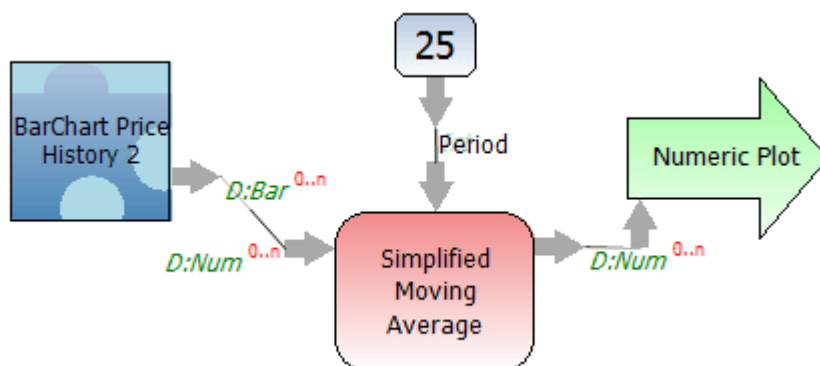 25
BarChart Price
History 2
Period
Numeric Plot
D:Bar 0..n
D:Num 0..n
D:Num 0..n
Simplified
Moving
Average